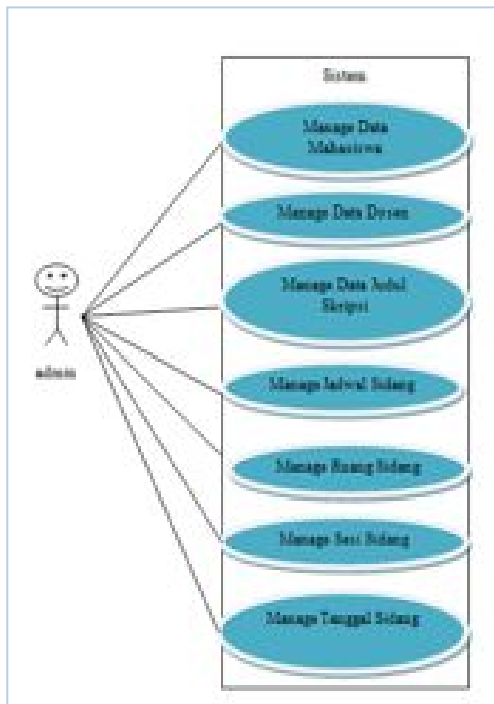 Sistem
Manage Data
Mahasiswa
Manage Data Dosen
Manage Data Judul
Skripsi
admin
Manage Jadwal Sidang
Manage Ruang Sidang
Manage Sesi Sidang
Manage Tanggal Sidang